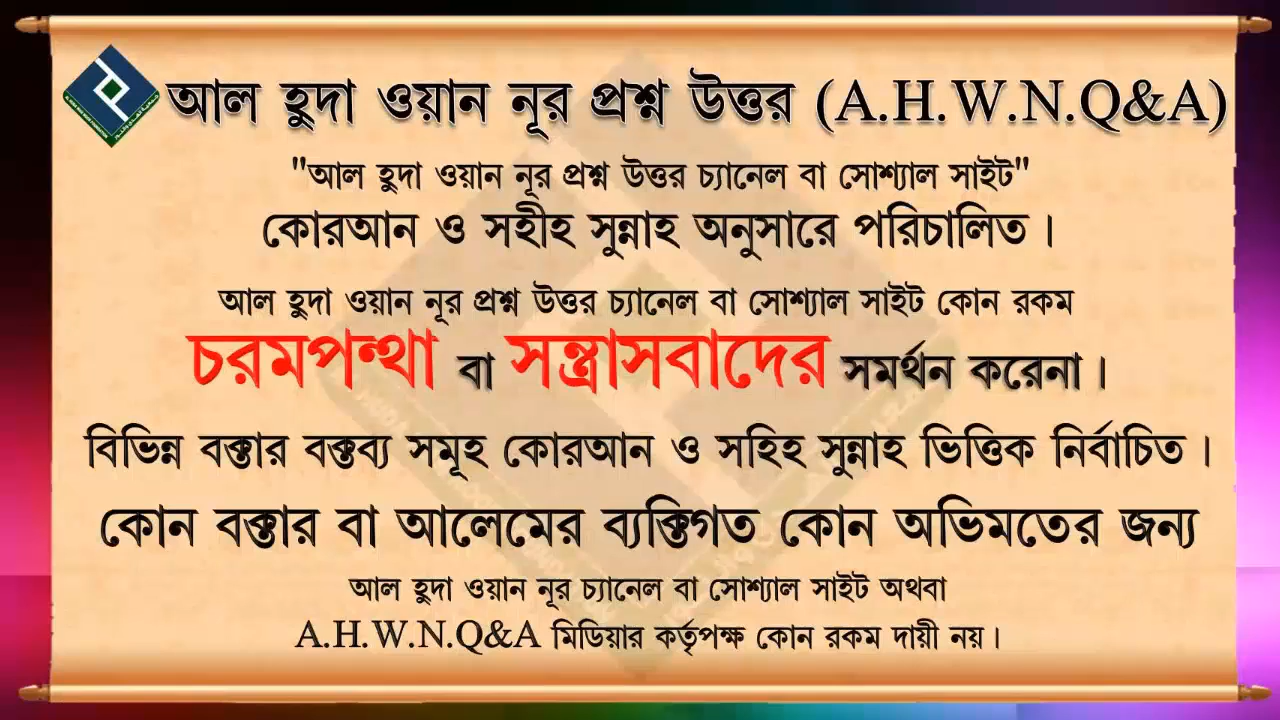 আল হুদা ওয়ান নূর প্রশ্ন উত্তর (A.H.W.N.Q&A)
"আল হুদা ওয়ান নূর প্রশ্ন উত্তর চ্যানেল বা সোশ্যাল সাইট"
কোরআন ও সহীহ সুন্নাহ অনুসারে পরিচালিত।
আল হুদা ওয়ান নূর প্রশ্ন উত্তর চ্যানেল বা সোশ্যাল সাইট কোন রকম
চরমপন্থা বা সন্ত্রাসবাদের সমর্থন করেনা।
বিভিন্ন বক্তার বক্তব্য সমূহ কোরআন ও সহিহ সুন্নাহ ভিত্তিক নির্বাচিত।
কোন বক্তার বা আলেমের ব্যক্তিগত কোন অভিমতের জন্য
আল হুদা ওয়ান নূর চ্যানেল বা সোশ্যাল সাইট অথবা
A.H.W.N.Q&A মিডিয়ার কর্তৃপক্ষ কোন রকম দায়ী নয়।